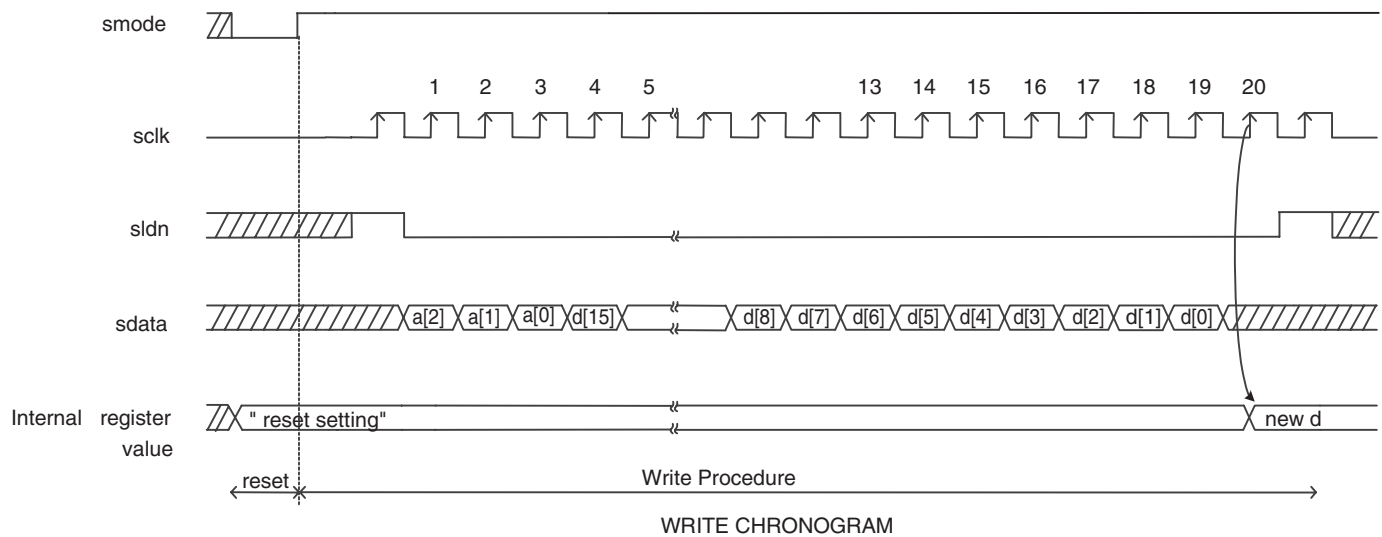 smode
1 2 3 4 5 13 14 15 16 17 18 19 20
sclk
sldn
sdata a[2] a[1] a[0] d[15] d[8] d[7] d[6] d[5] d[4] d[3] d[2] d[1] d[0]
Internal register " reset setting" new d
value
reset Write Procedure
WRITE CHRONOGRAM